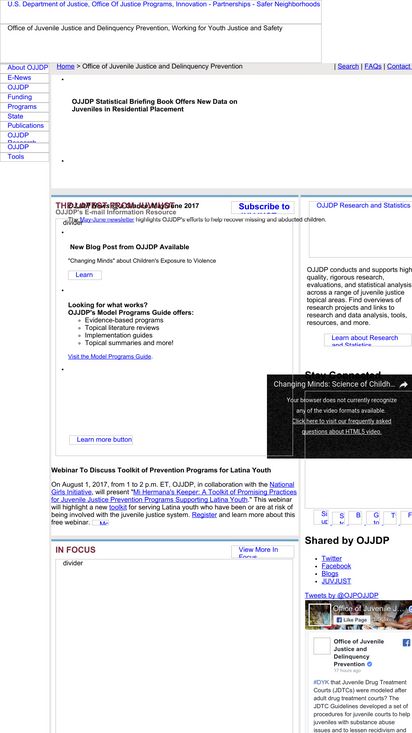 U.S. Department of Justice, Office Of Justice Programs, Innovation - Partnerships - Safer Neighborhoods
Office of Juvenile Justice and Delinquency Prevention, Working for Youth Justice and Safety
Home > Office of Juvenile Justice and Delinquency Prevention
| Search | FAQs | Contact
About OJJDP
E-News
OJJDP
Funding
Programs
State
Publications
OJJDP
Research
OJJDP
Tools
OJJDP Statistical Briefing Book Offers New Data on
Juveniles in Residential Placement
THE LATEST FROM JUVJUST
OJJDP's E-mail Information Resource
Subscribe to
divider
The May-June newsletter highlights OJJDP's efforts to help recover missing and abducted children.
New Blog Post from OJJDP Available
"Changing Minds" about Children's Exposure to Violence
Learn
Looking for what works?
OJJDP's Model Programs Guide offers:
Evidence-based programs
Topical literature reviews
Implementation guides
Topical summaries and more!
Visit the Model Programs Guide.
Learn more button
Webinar To Discuss Toolkit of Prevention Programs for Latina Youth
On August 1, 2017, from 1 to 2 p.m. ET, OJJDP, in collaboration with the National
Girls Initiative, will present "Mi Hermana's Keeper: A Toolkit of Promising Practices
for Juvenile Justice Prevention Programs Supporting Latina Youth." This webinar
will highlight a new toolkit for serving Latina youth who have been or are at risk of
being involved with the juvenile justice system. Register and learn more about this
free webinar.
IN FOCUS
View More In
Focus
divider
OJJDP Research and Statistics
OJJDP conducts and supports high
quality, rigorous research,
evaluations, and statistical analysis
across a range of juvenile justice
topical areas. Find overviews of
research projects and links to
research and data analysis, tools,
resources, and more.
Learn about Research
and Statistics
Stay Connected
Changing Minds: Science of Childh...
Your browser does not currently recognize
any of the video formats available.
Click here to visit our frequently asked
questions about HTML5 video.
Shared by OJJDP
Twitter
Facebook
Blogs
JUVJUST
Tweets by @OJPOJJDP
Office of Juvenile J...
Like Page
Office of Juvenile
Justice and
Delinquency
Prevention
#DYK that Juvenile Drug Treatment
Courts (JDTCs) were modeled after
adult drug treatment courts? The
JDTC Guidelines developed a set of
procedures for juvenile courts to help
juveniles with substance abuse
issues and to lessen recidivism and